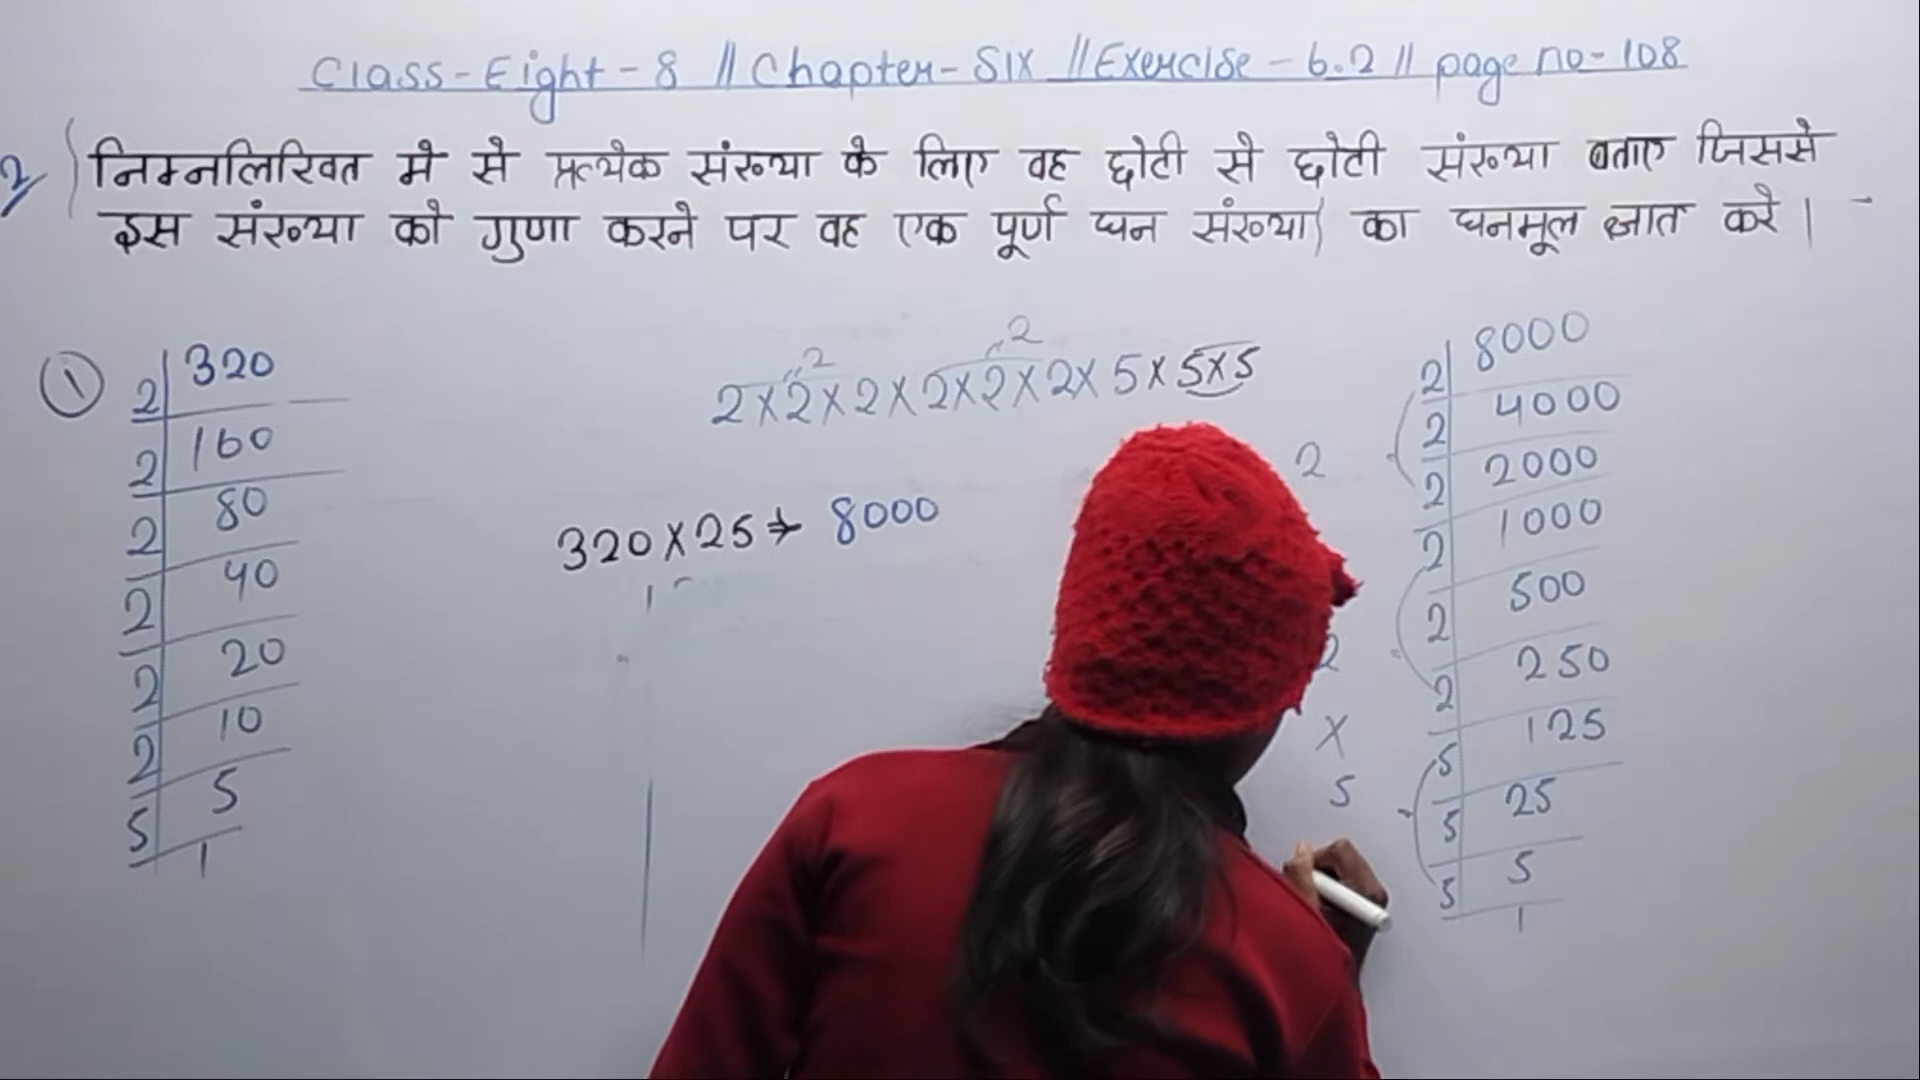 Class-Eight-8 // Chapter-Six // Exercise-6.2 // page no-108
2) निम्नलिखित मे से प्रत्येक संख्या के लिए वह छोटी से छोटी संख्या बताए जिससे
इस संख्या को गुणा करने पर वह एक पूर्ण घन संख्या का घनमूल ज्ञात करे।
①
2 | 320
2 | 160
2 | 80
2 | 40
2 | 20
2 | 10
5 | 5
1
2 2
2×2×2×2×2×2×5×5×5
320×25→ 8000
2
2
×
5
2 | 8000
2 | 4000
2 | 2000
2 | 1000
2 | 500
2 | 250
5 | 125
5 | 25
5 | 5
1